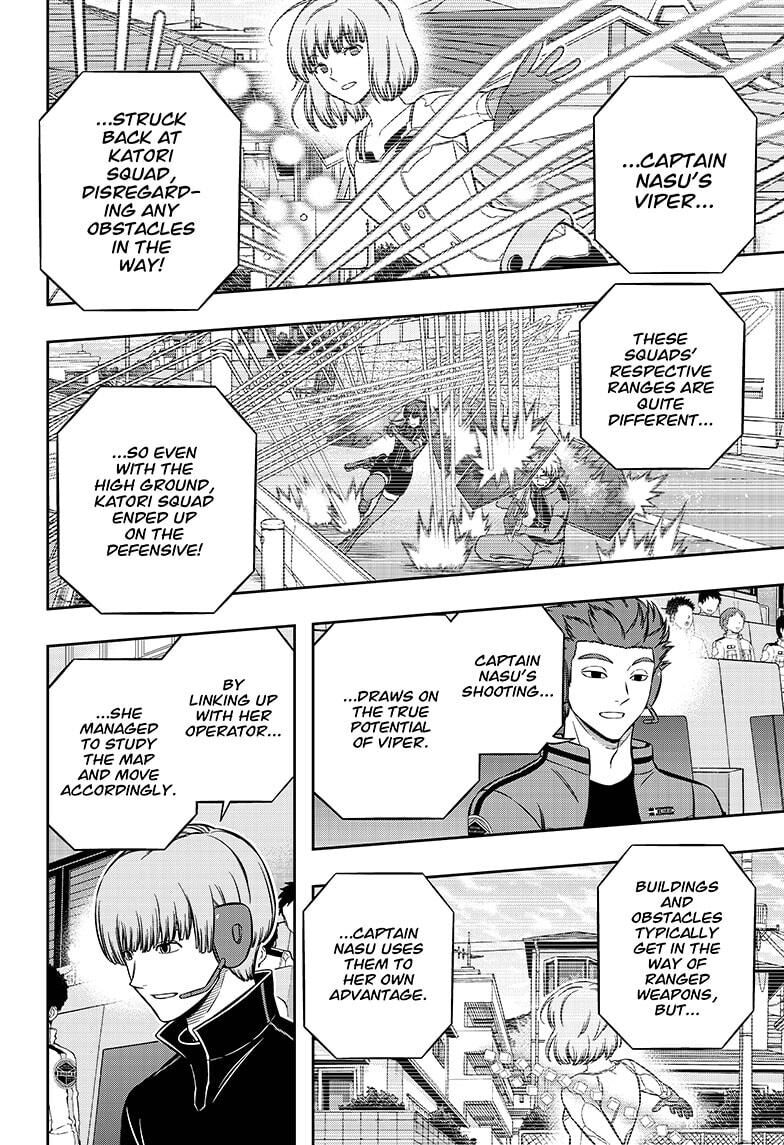 ...CAPTAIN
NASU'S
VIPER...
...STRUCK
BACK AT
KATORI
SQUAD,
DISREGARD-
ING ANY
OBSTACLES
IN THE
WAY!
THESE
SQUADS'
RESPECTIVE
RANGES ARE
QUITE
DIFFERENT...
...SO EVEN
WITH THE
HIGH GROUND,
KATORI SQUAD
ENDED UP
ON THE
DEFENSIVE!
CAPTAIN
NASU'S
SHOOTING...
...DRAWS ON
THE TRUE
POTENTIAL
OF VIPER.
BY
LINKING UP
WITH HER
OPERATOR...
...SHE
MANAGED
TO STUDY
THE MAP
AND MOVE
ACCORDINGLY.
BUILDINGS
AND
OBSTACLES
TYPICALLY
GET IN THE
WAY OF
RANGED
WEAPONS,
BUT...
...CAPTAIN
NASU USES
THEM TO
HER OWN
ADVANTAGE.